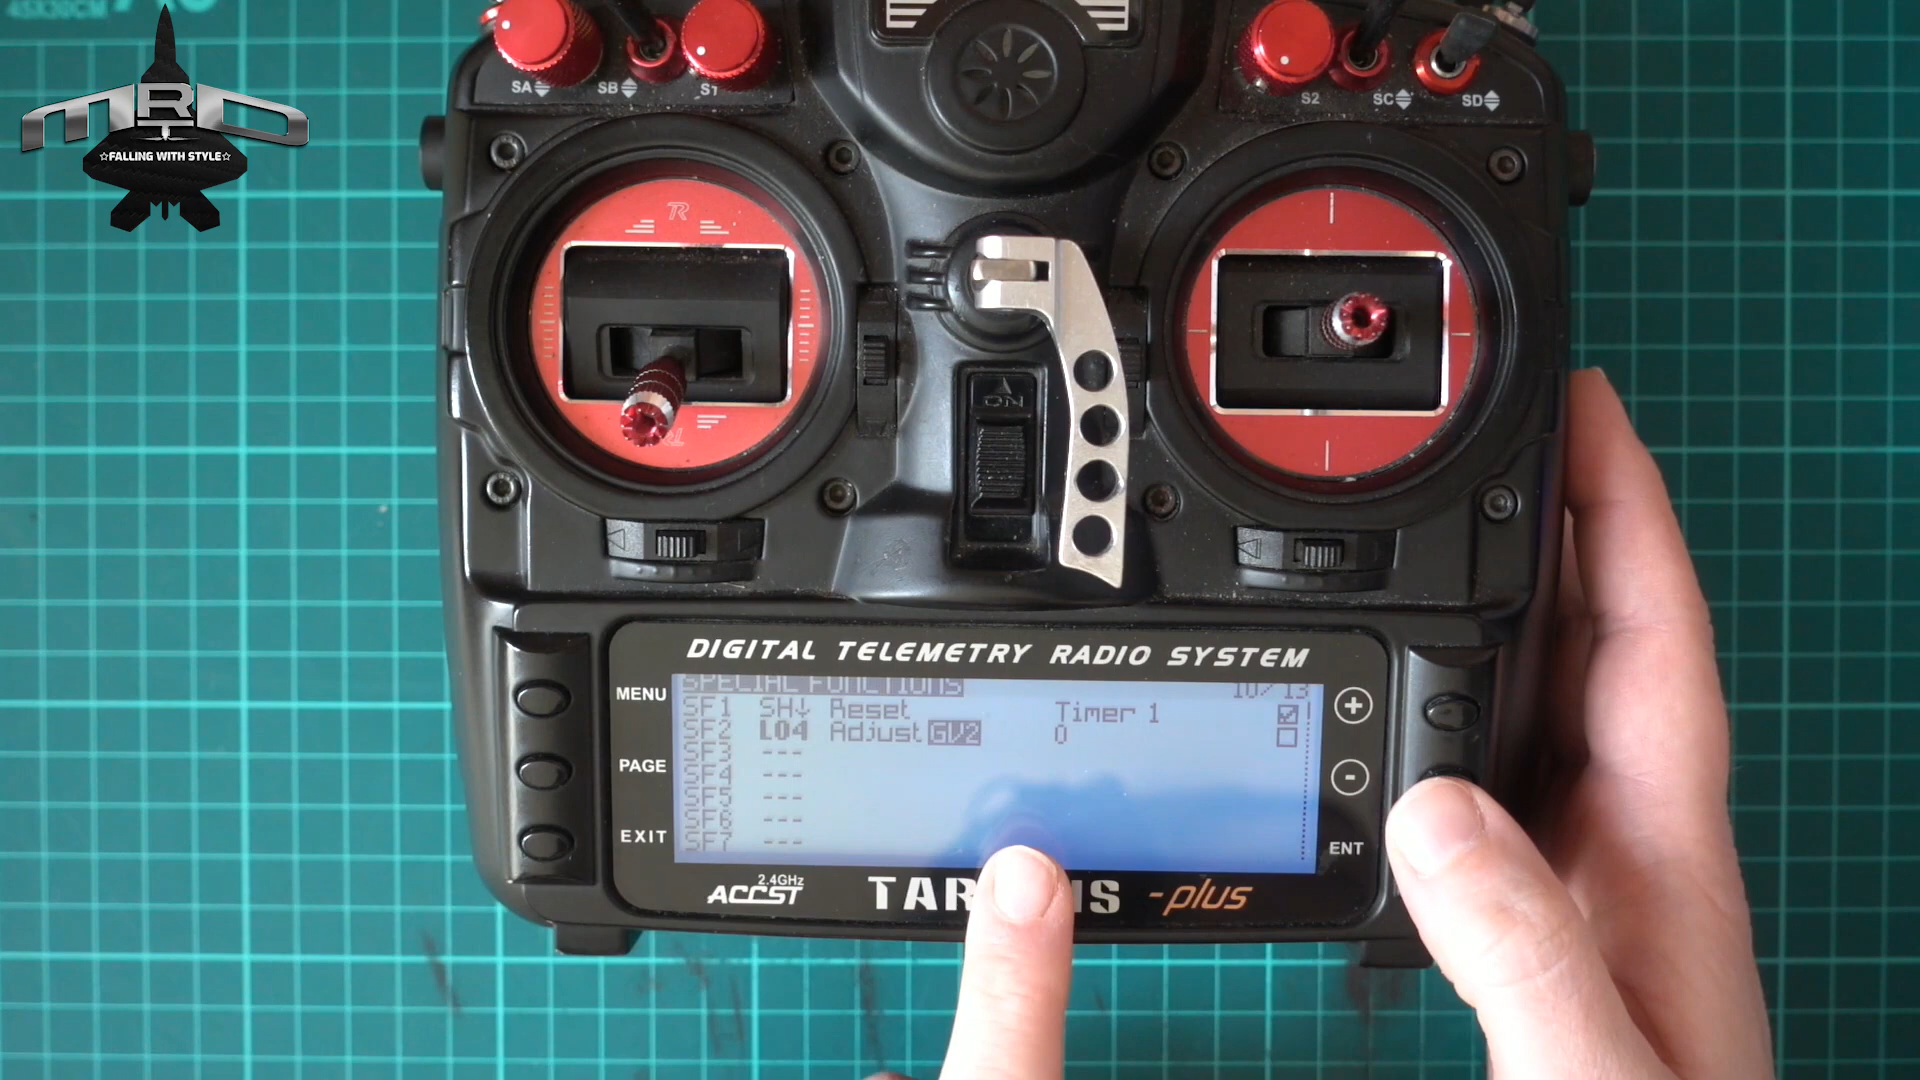 MRD
☆FALLING WITH STYLE☆
SA
SB
S1
S2
SC
SD
ON
DIGITAL TELEMETRY RADIO SYSTEM
MENU
PAGE
EXIT
SPECIAL FUNCTIONS 10/13
SF1 SH↓ Reset Timer 1
SF2 L04 Adjust GV2 0
SF3 ---
SF4 ---
SF5 ---
SF6 ---
SF7 ---
+
-
ENT
2.4GHz
ACCST
-plus